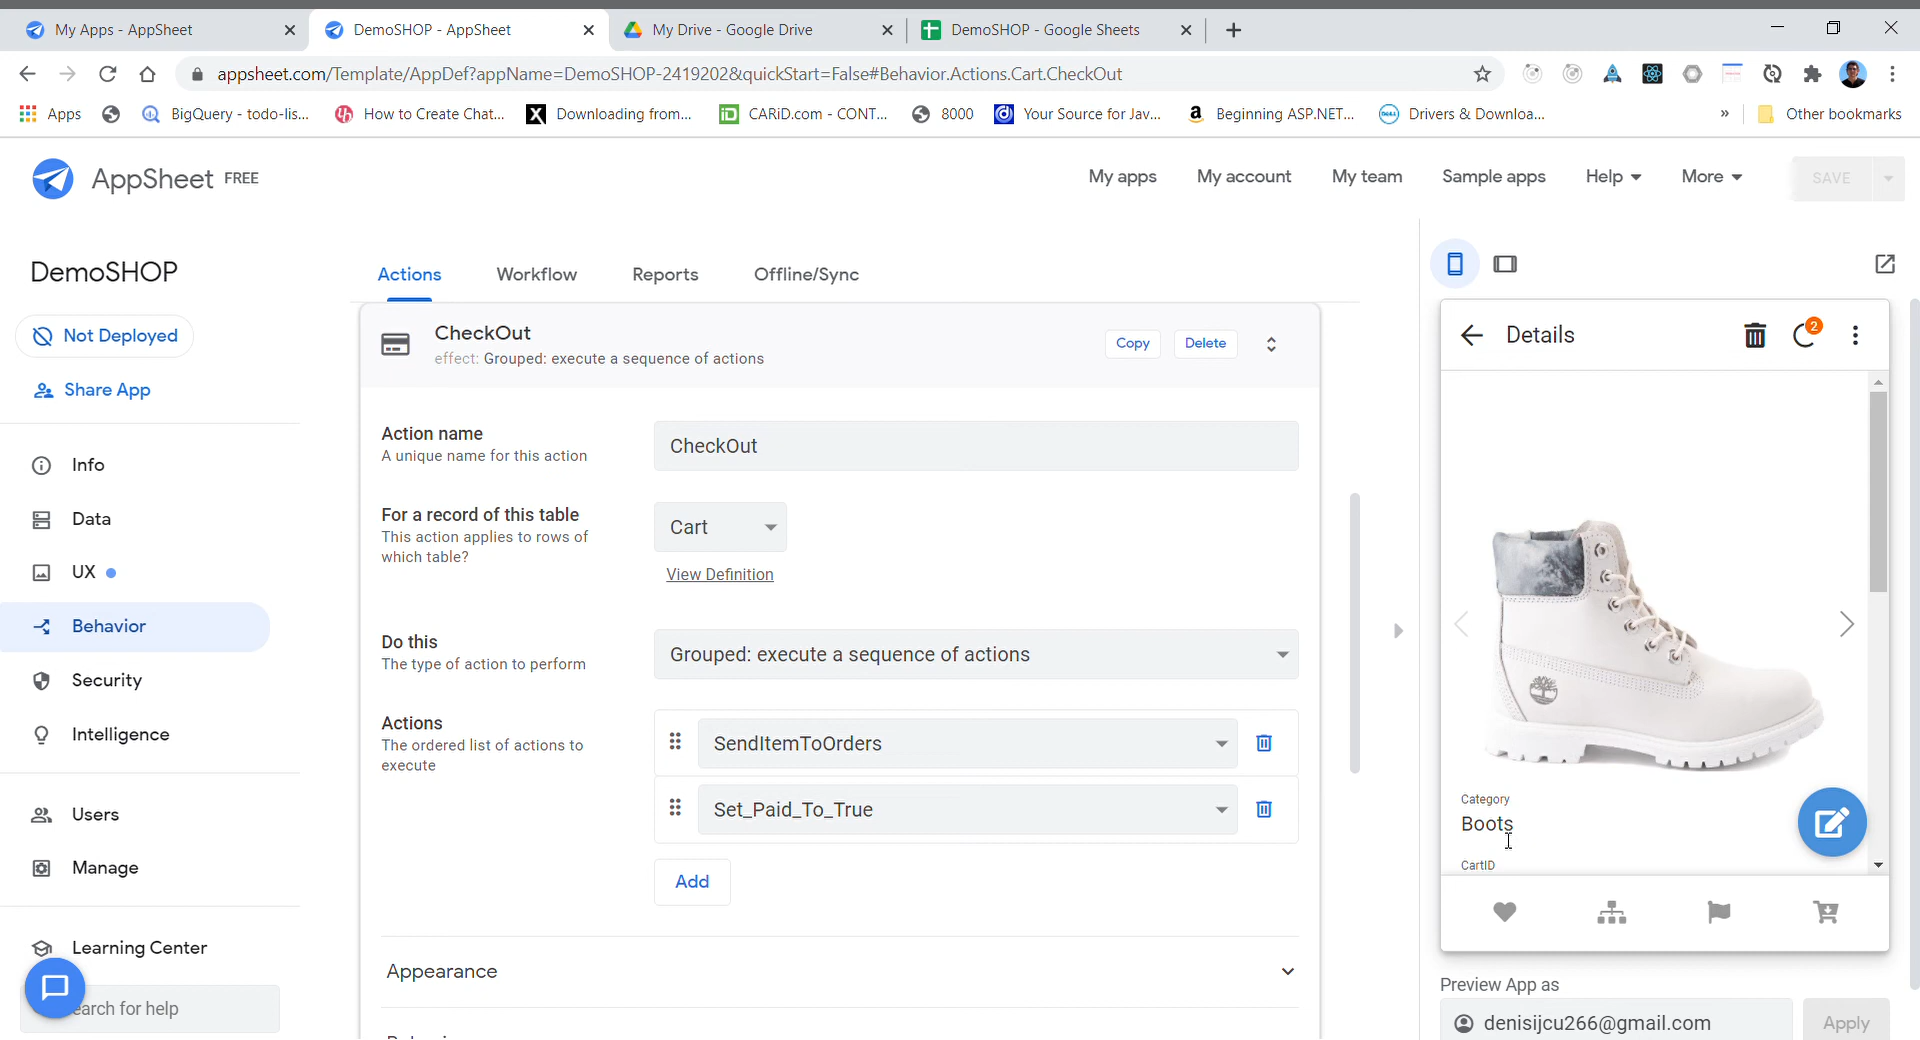 My Apps - AppSheet
DemoSHOP - AppSheet
My Drive - Google Drive
DemoSHOP - Google Sheets
appsheet.com/Template/AppDef?appName=DemoSHOP-2419202&quickStart=False#Behavior.Actions.Cart.CheckOut
Apps
BigQuery - todo-lis...
How to Create Chat...
Downloading from...
CARiD.com - CONT...
8000
Your Source for Jav...
Beginning ASP.NET...
Drivers & Downloa...
»
Other bookmarks
AppSheet FREE
My apps
My account
My team
Sample apps
Help
More
SAVE
DemoSHOP
Not Deployed
Share App
Info
Data
UX
Behavior
Security
Intelligence
Users
Manage
Learning Center
earch for help
Actions
Workflow
Reports
Offline/Sync
CheckOut
effect: Grouped: execute a sequence of actions
Copy
Delete
Action name
A unique name for this action
CheckOut
For a record of this table
This action applies to rows of
which table?
Cart
View Definition
Do this
The type of action to perform
Grouped: execute a sequence of actions
Actions
The ordered list of actions to
execute
SendItemToOrders
Set_Paid_To_True
Add
Appearance
Details
2
Category
Boots
CartID
Preview App as
denisijcu266@gmail.com
Apply